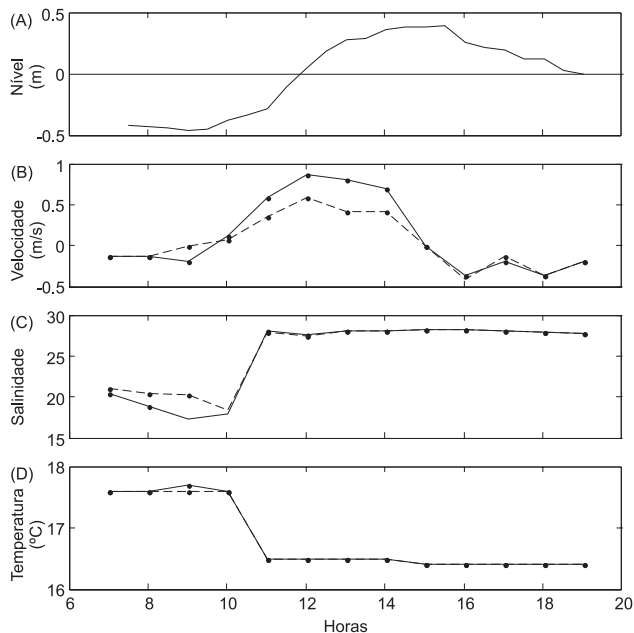 (A)
0.5
0
-0.5
Nível
(m)
(B)
1
0.5
0
-0.5
Velocidade
(m/s)
(C)
30
25
20
15
Salinidade
(D)
18
17
16
Temperatura
(ºC)
6 8 10 12 14 16 18 20
Horas